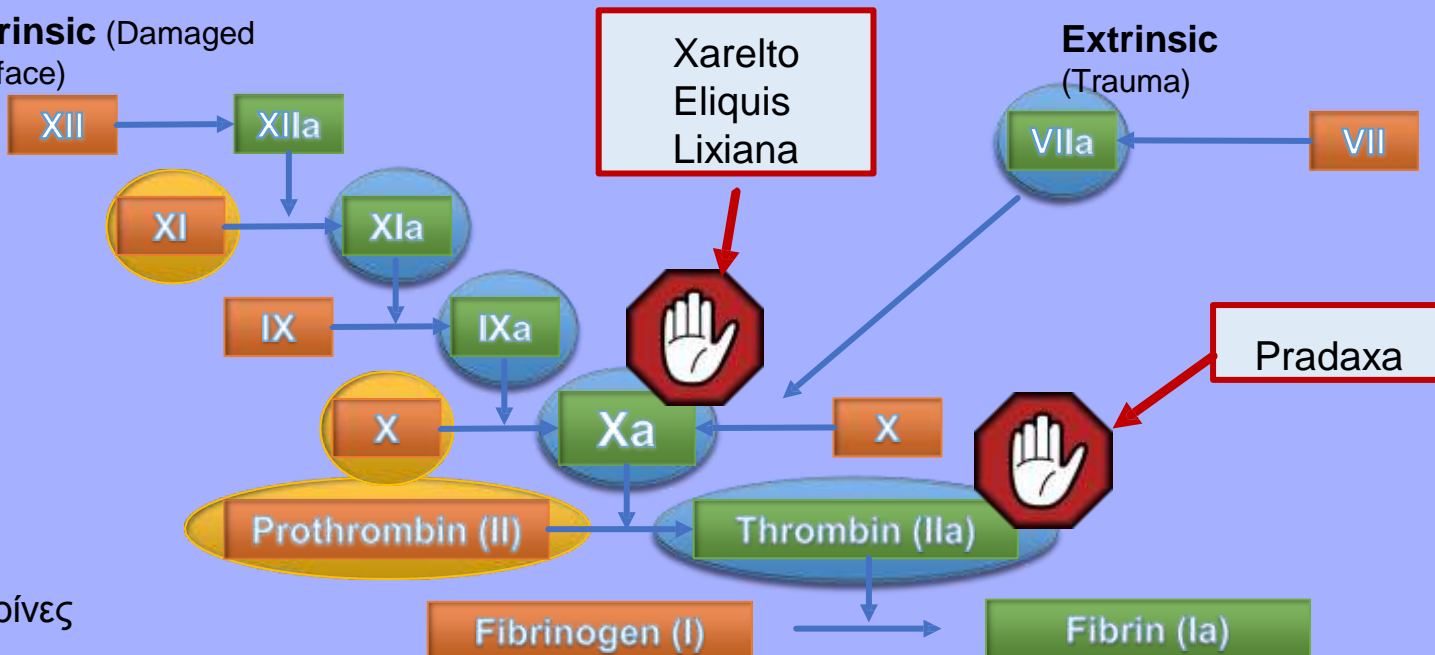 rinsic (Damaged
face)
Xarelto
Eliquis
Lixiana
Extrinsic
(Trauma)
XII
XIIa
VIIa
VII
XI
XIa
IX
IXa
Pradaxa
X
Xa
X
Prothrombin (II)
Thrombin (IIa)
ρίνες
Fibrinogen (I)
Fibrin (Ia)